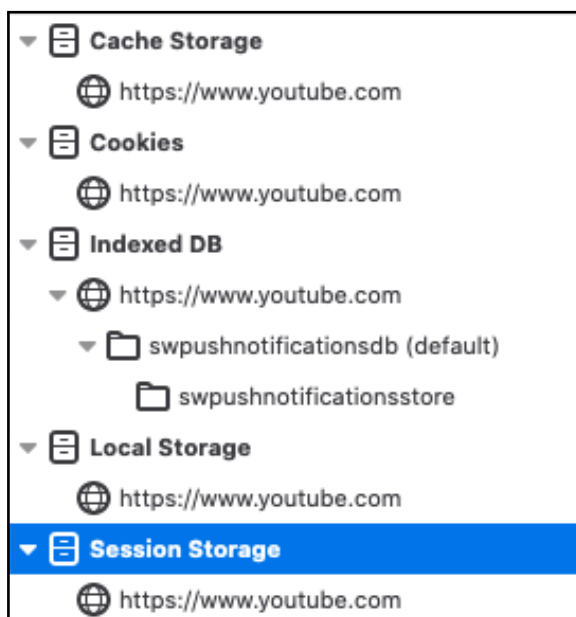 Cache Storage
https://www.youtube.com
Cookies
https://www.youtube.com
Indexed DB
https://www.youtube.com
swpushnotificationsdb (default)
swpushnotificationsstore
Local Storage
https://www.youtube.com
Session Storage
https://www.youtube.com